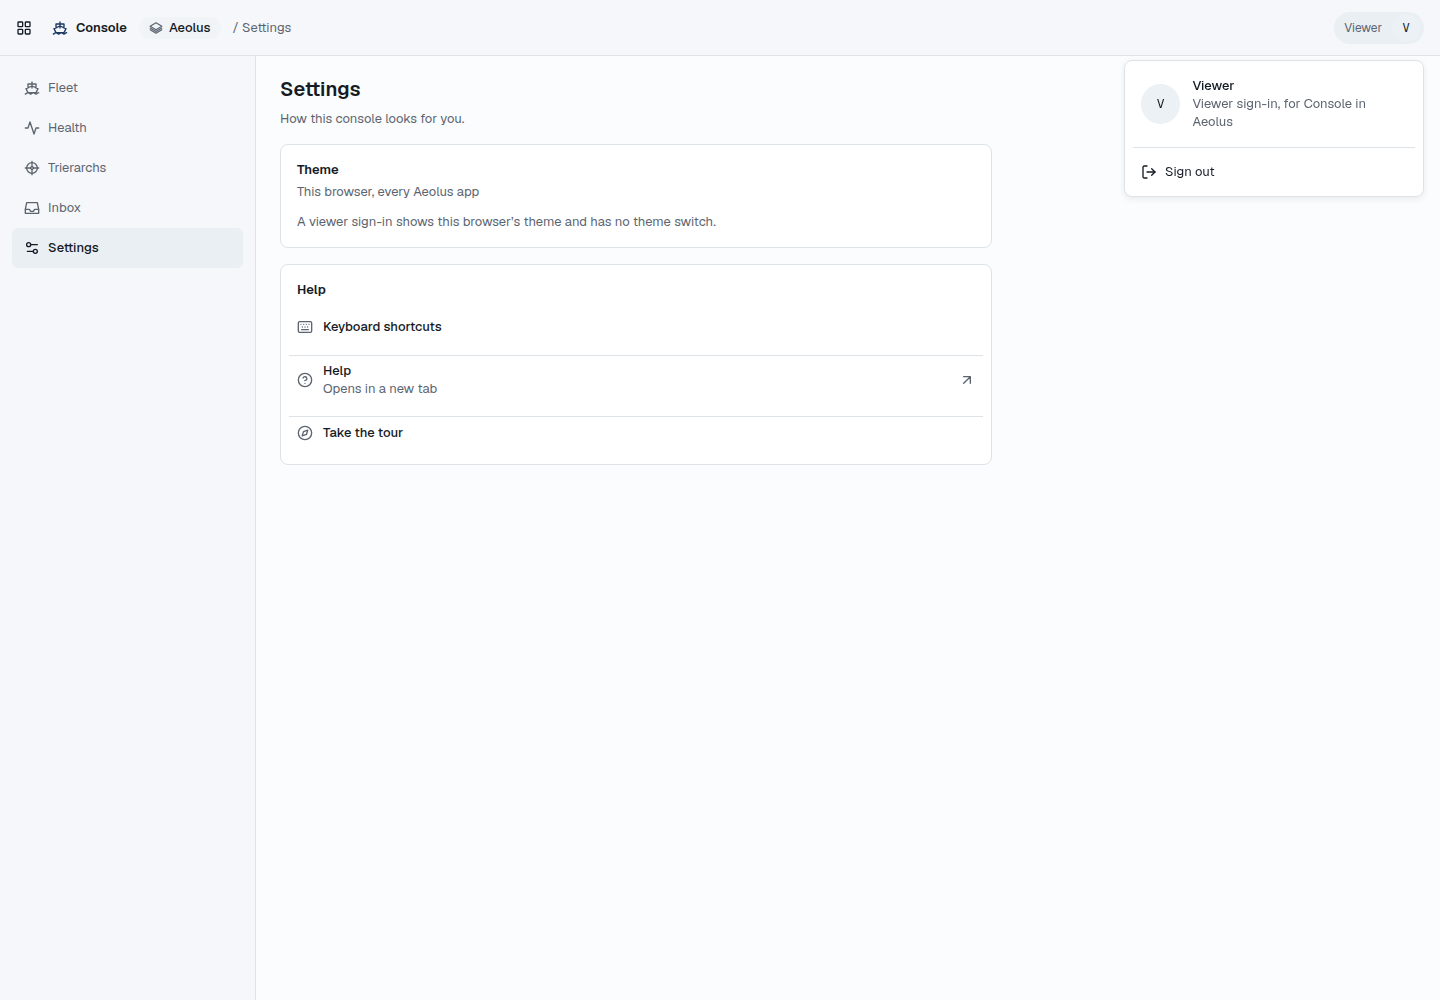 Console
Aeolus
/ Settings
Viewer
V
Fleet
Health
Trierarchs
Inbox
Settings
Settings
How this console looks for you.
Theme
This browser, every Aeolus app
A viewer sign-in shows this browser's theme and has no theme switch.
Help
Keyboard shortcuts
Help
Opens in a new tab
Take the tour
V
Viewer
Viewer sign-in, for Console in
Aeolus
Sign out